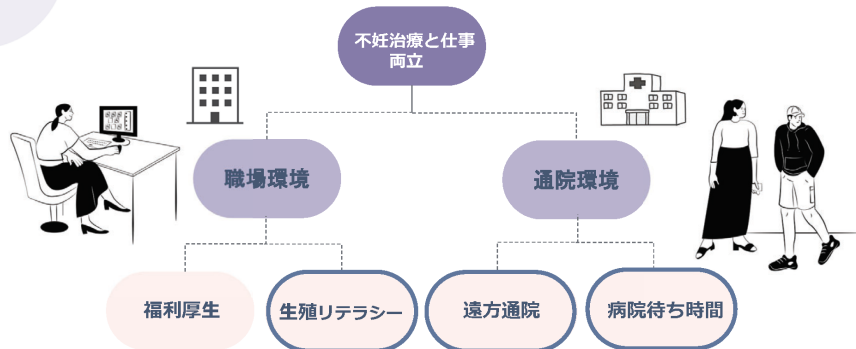 不妊治療と仕事
両立
職場環境
通院環境
福利厚生
生殖リテラシー
遠方通院
病院待ち時間